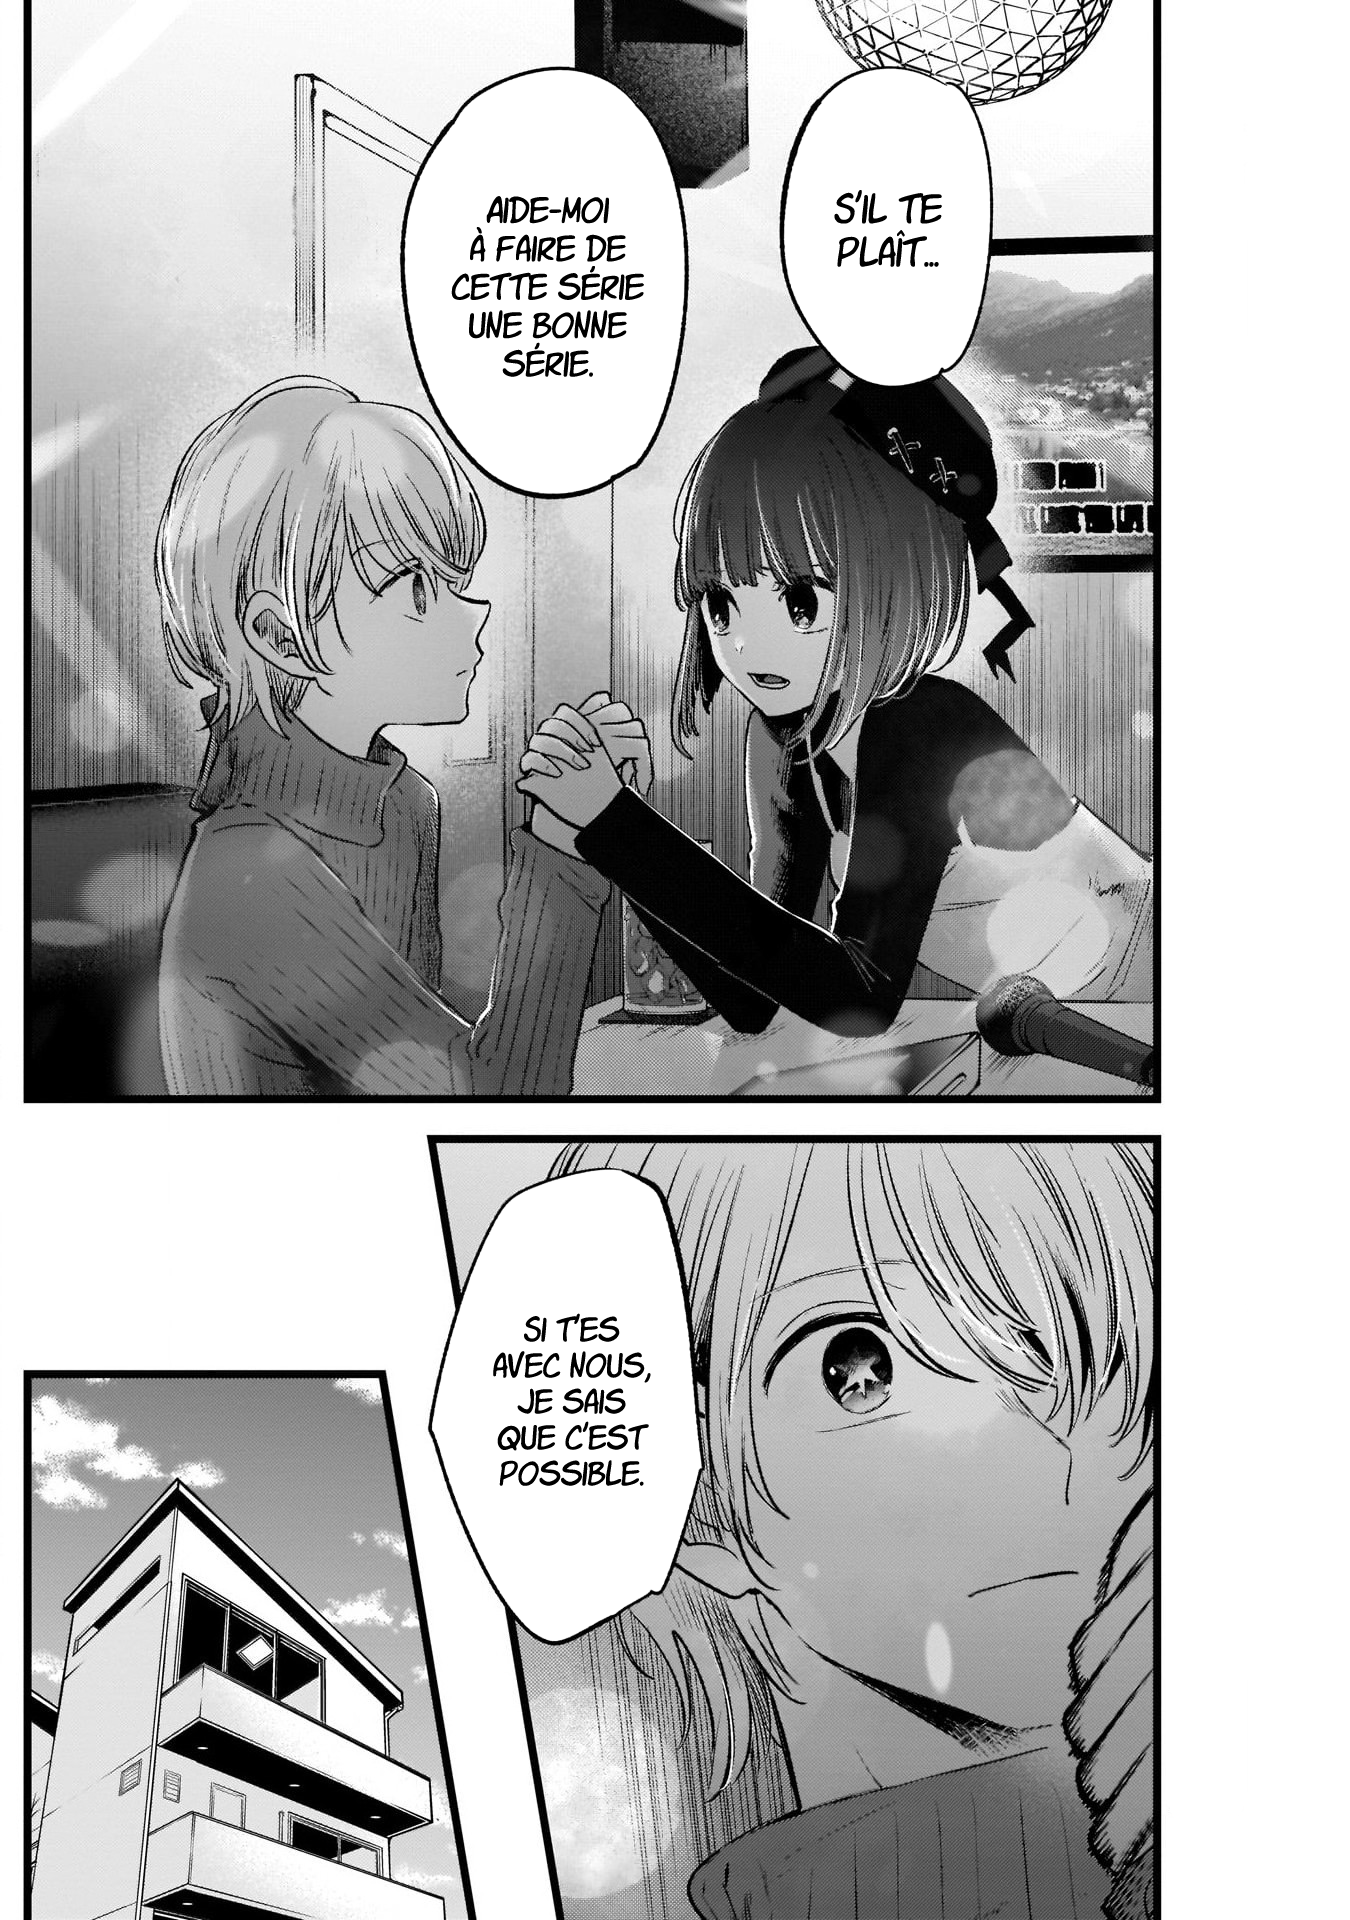 S'IL TE
PLAÎT...
AIDE-MOI
À FAIRE DE
CETTE SÉRIE
UNE BONNE
SÉRIE.
SI T'ES
AVEC NOUS,
JE SAIS
QUE C'EST
POSSIBLE.